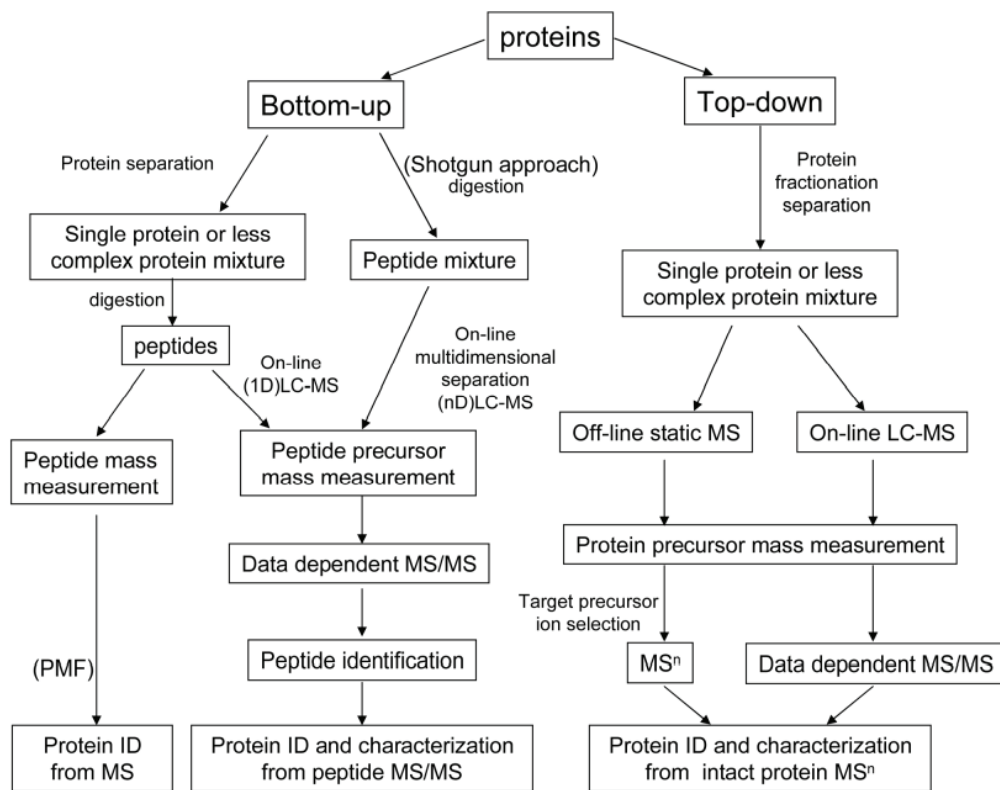 proteins
Bottom-up
Top-down
Protein separation
(Shotgun approach)
digestion
Protein
fractionation
separation
Single protein or less
complex protein mixture
Peptide mixture
Single protein or less
complex protein mixture
digestion
peptides
On-line
(1D)LC-MS
On-line
multidimensional
separation
(nD)LC-MS
Off-line static MS
On-line LC-MS
Peptide mass
measurement
Peptide precursor
mass measurement
Protein precursor mass measurement
Data dependent MS/MS
Target precursor
ion selection
(PMF)
Peptide identification
MSⁿ
Data dependent MS/MS
Protein ID
from MS
Protein ID and characterization
from peptide MS/MS
Protein ID and characterization
from intact protein MSⁿ